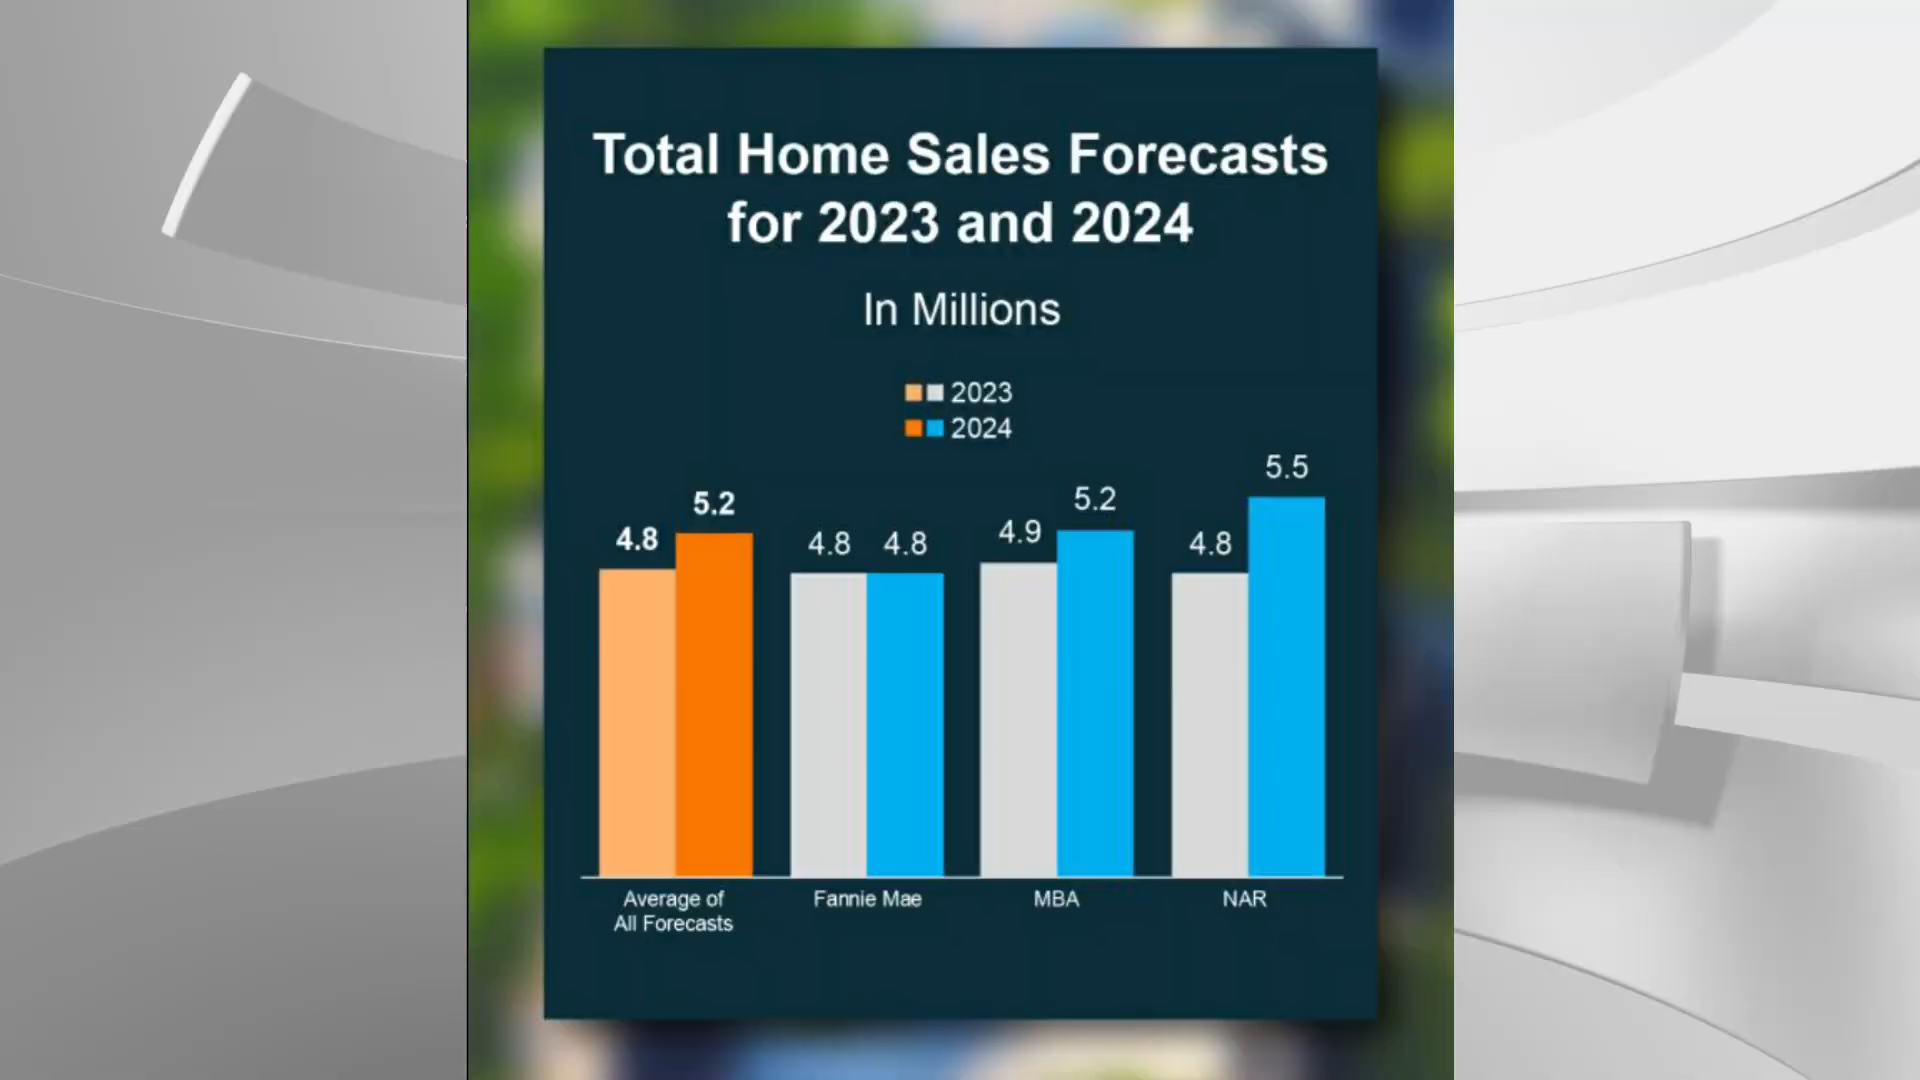 Total Home Sales Forecasts
for 2023 and 2024
In Millions
2023
2024
4.8
5.2
4.8
4.8
4.9
5.2
4.8
5.5
Average of
All Forecasts
Fannie Mae
MBA
NAR